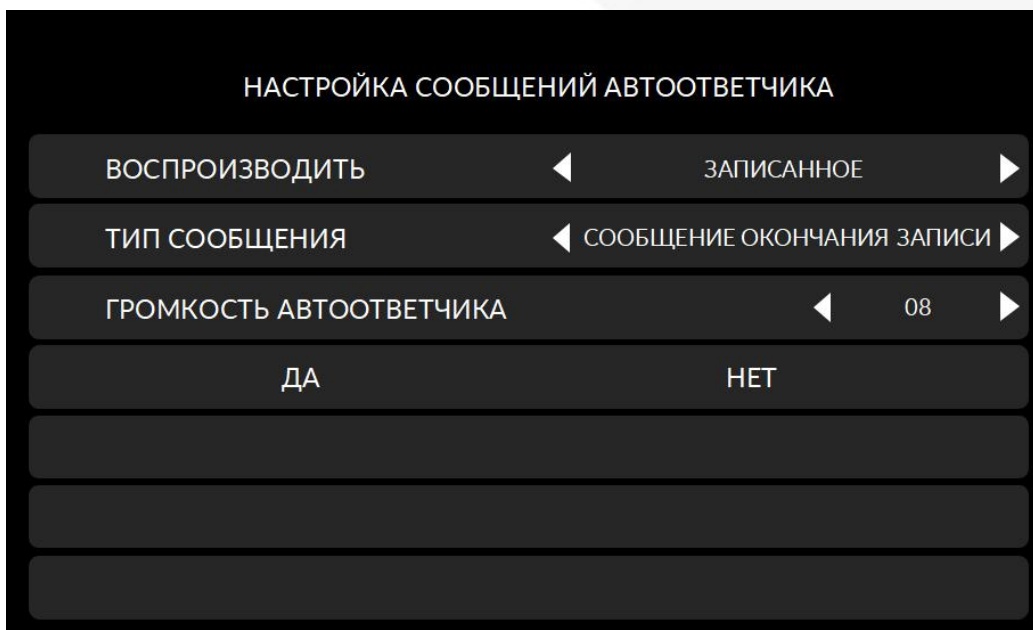 НАСТРОЙКА СООБЩЕНИЙ АВТООТВЕТЧИКА
ВОСПРОИЗВОДИТЬ ЗАПИСАННОЕ
ТИП СООБЩЕНИЯ СООБЩЕНИЕ ОКОНЧАНИЯ ЗАПИСИ
ГРОМКОСТЬ АВТООТВЕТЧИКА 08
ДА НЕТ